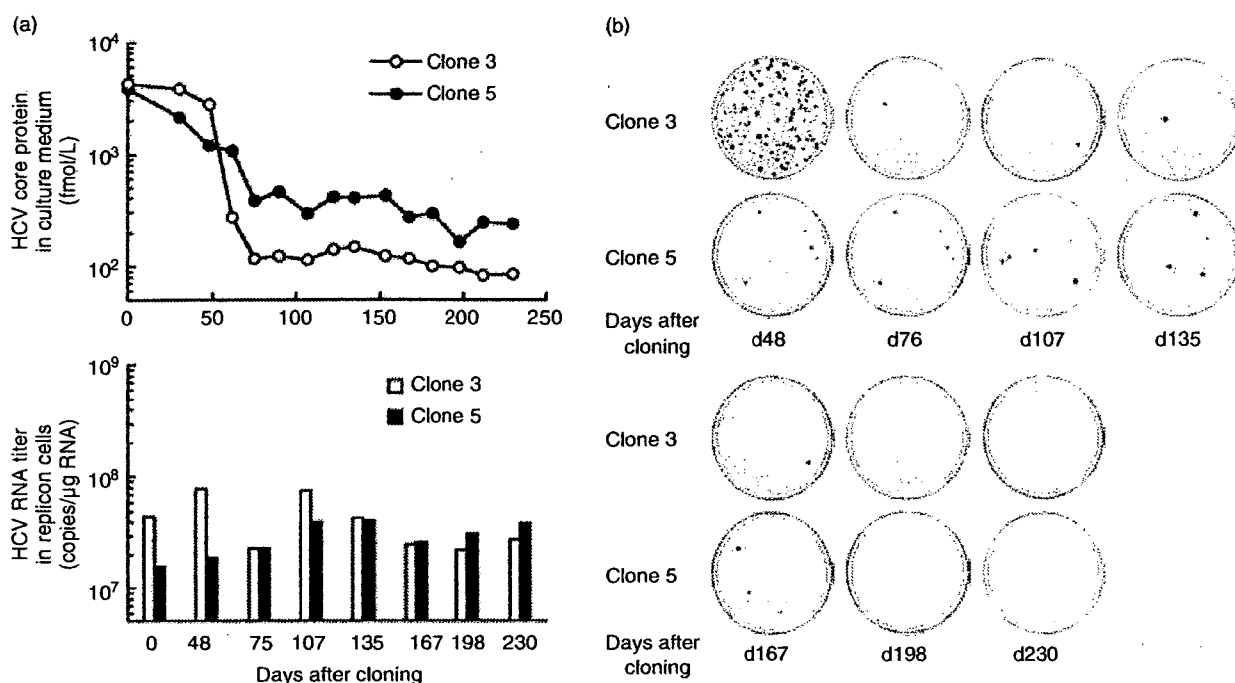 (a)
HCV core protein
in culture medium
(fmol/L)
10⁴
10³
10²
Clone 3
Clone 5
0 50 100 150 200 250
HCV RNA titer
in replicon cells
(copies/µg RNA)
10⁹
10⁸
10⁷
Clone 3
Clone 5
0 48 75 107 135 167 198 230
Days after cloning
(b)
Clone 3
Clone 5
Days after
cloning
d48 d76 d107 d135
Clone 3
Clone 5
Days after
cloning
d167 d198 d230